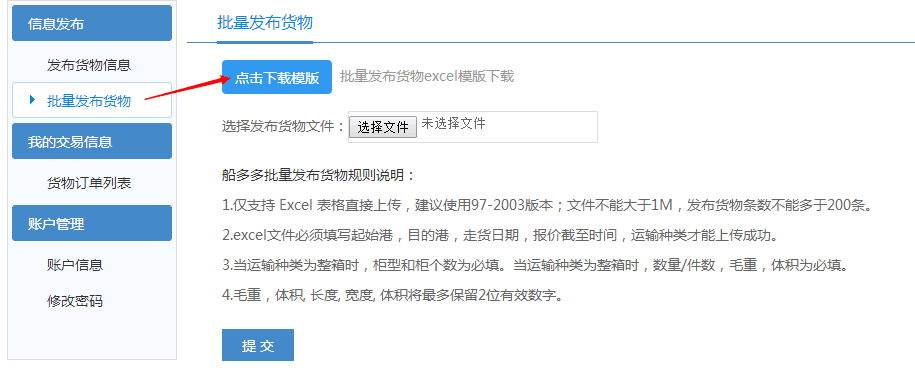 信息发布
发布货物信息
批量发布货物
我的交易信息
货物订单列表
账户管理
账户信息
修改密码
批量发布货物
点击下载模版 批量发布货物excel模版下载
选择发布货物文件： 选择文件 未选择文件
船多多批量发布货物规则说明：
1.仅支持 Excel 表格直接上传，建议使用97-2003版本；文件不能大于1M，发布货物条数不能多于200条。
2.excel文件必须填写起始港，目的港，走货日期，报价截至时间，运输种类才能上传成功。
3.当运输种类为整箱时，柜型和柜个数为必填。当运输种类为整箱时，数量/件数，毛重，体积为必填。
4.毛重，体积, 长度, 宽度, 体积将最多保留2位有效数字。
提 交